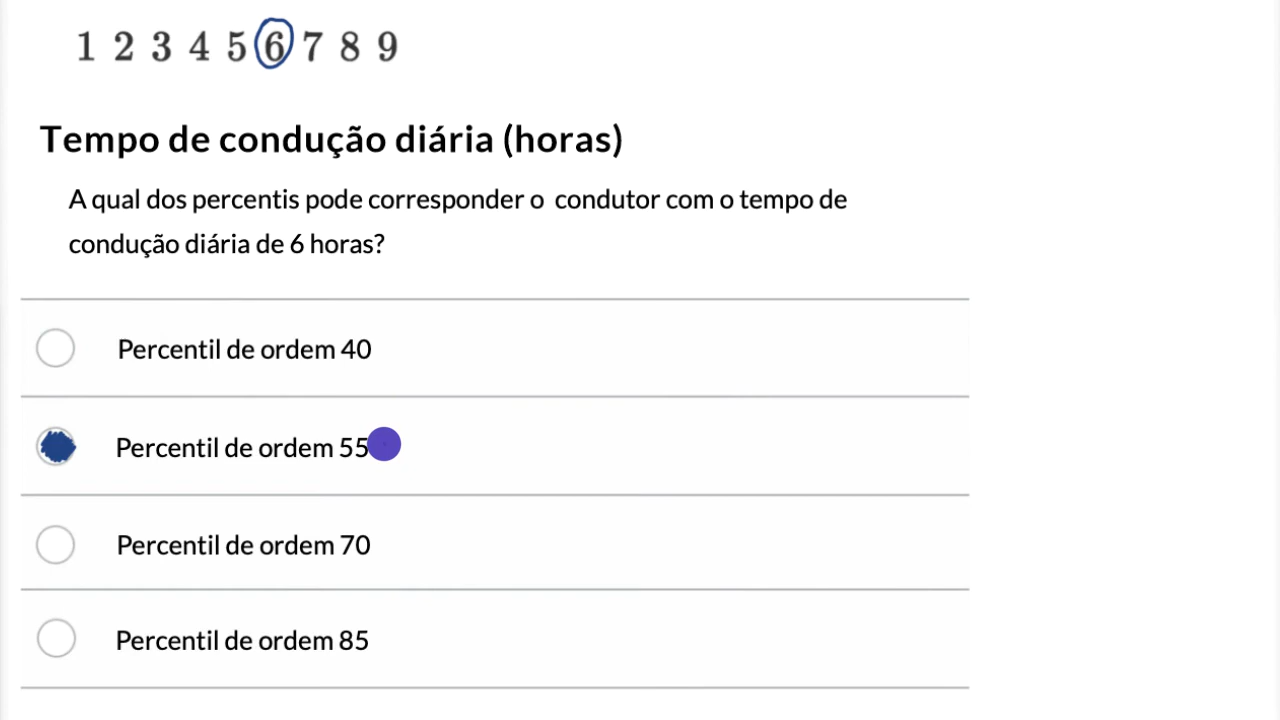 1 2 3 4 5 6 7 8 9
Tempo de condução diária (horas)
A qual dos percentis pode corresponder o condutor com o tempo de
condução diária de 6 horas?
Percentil de ordem 40
Percentil de ordem 55
Percentil de ordem 70
Percentil de ordem 85